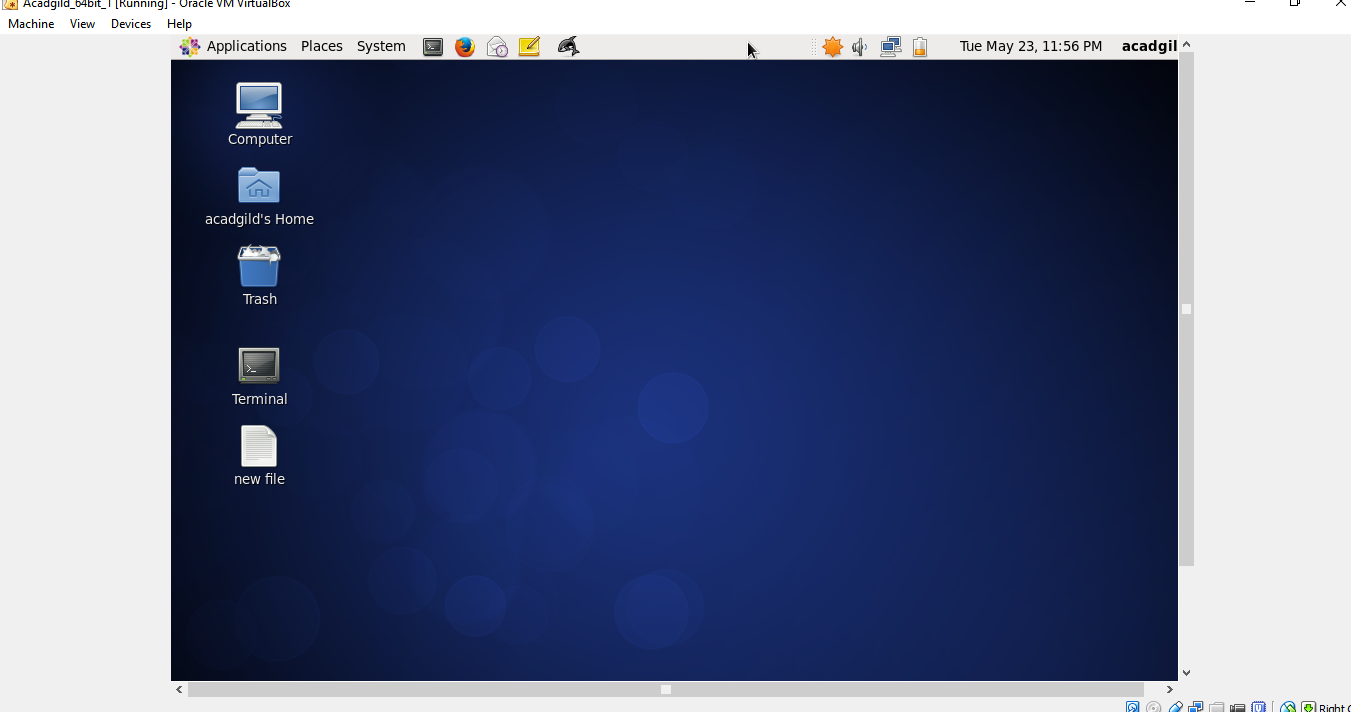 Acadgild_64bit_1 [Running] - Oracle VM VirtualBox
Machine View Devices Help
Applications Places System Tue May 23, 11:56 PM acadgil
Computer
acadgild's Home
Trash
Terminal
new file
Right